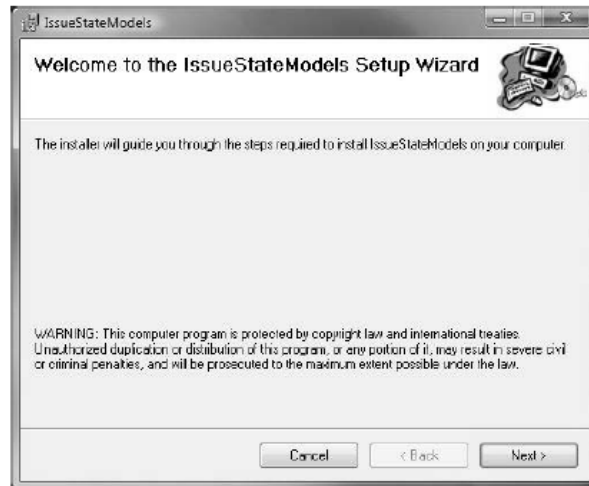 IssueStateModels
Welcome to the IssueStateModels Setup Wizard
The installer will guide you through the steps required to install IssueStateModels on your computer.
WARNING: This computer program is protected by copyright law and international treaties.
Unauthorized duplication or distribution of this program, or any portion of it, may result in severe civil
or criminal penalties, and will be prosecuted to the maximum extent possible under the law.
Cancel
< Back
Next >